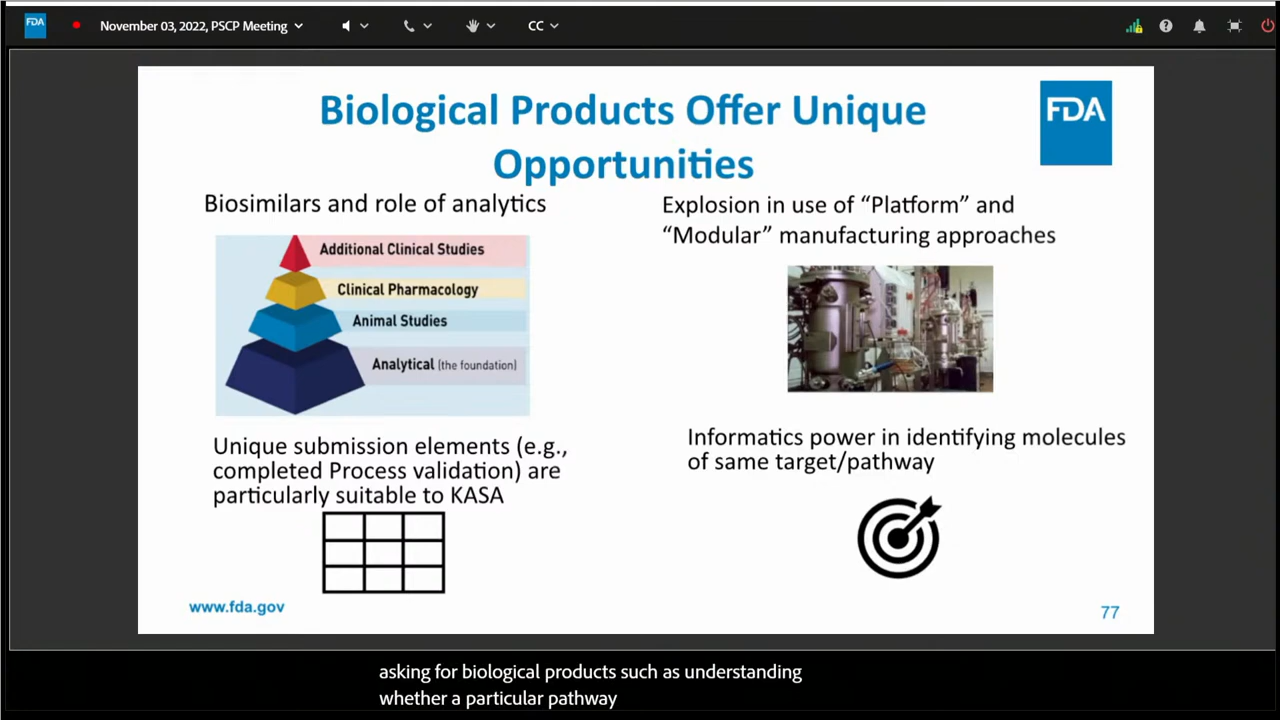 FDA
November 03, 2022, PSCP Meeting
CC
Biological Products Offer Unique
Opportunities
FDA
Biosimilars and role of analytics
Additional Clinical Studies
Clinical Pharmacology
Animal Studies
Analytical (the foundation)
Unique submission elements (e.g.,
completed Process validation) are
particularly suitable to KASA
Explosion in use of “Platform” and
“Modular” manufacturing approaches
Informatics power in identifying molecules
of same target/pathway
www.fda.gov
77
asking for biological products such as understanding
whether a particular pathway